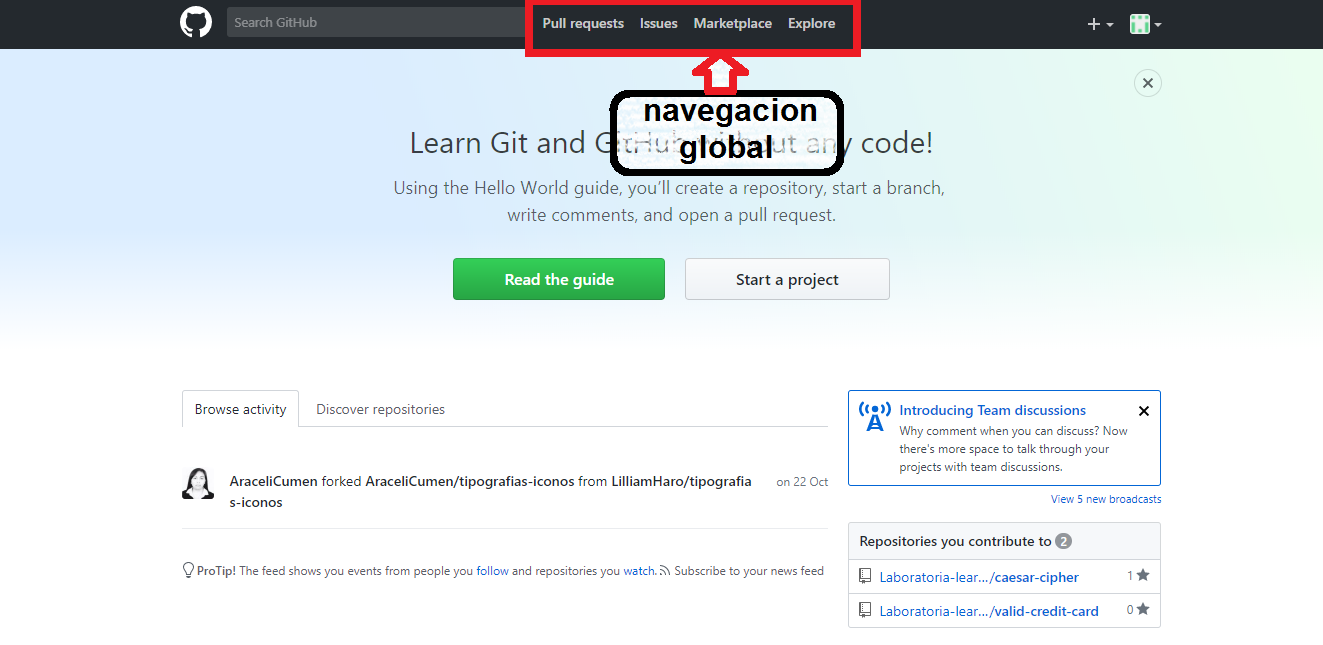 Search GitHub
Pull requests Issues Marketplace Explore
navegacion
global
Learn Git and GitHub without any code!
Using the Hello World guide, you'll create a repository, start a branch,
write comments, and open a pull request.
Read the guide Start a project
Browse activity Discover repositories
AraceliCumen forked AraceliCumen/tipografias-iconos from LilliamHaro/tipografia
s-iconos
on 22 Oct
ProTip! The feed shows you events from people you follow and repositories you watch. Subscribe to your news feed
Introducing Team discussions
Why comment when you can discuss? Now
there's more space to talk through your
projects with team discussions.
View 5 new broadcasts
Repositories you contribute to 2
Laboratoria-lear.../caesar-cipher 1
Laboratoria-lear.../valid-credit-card 0